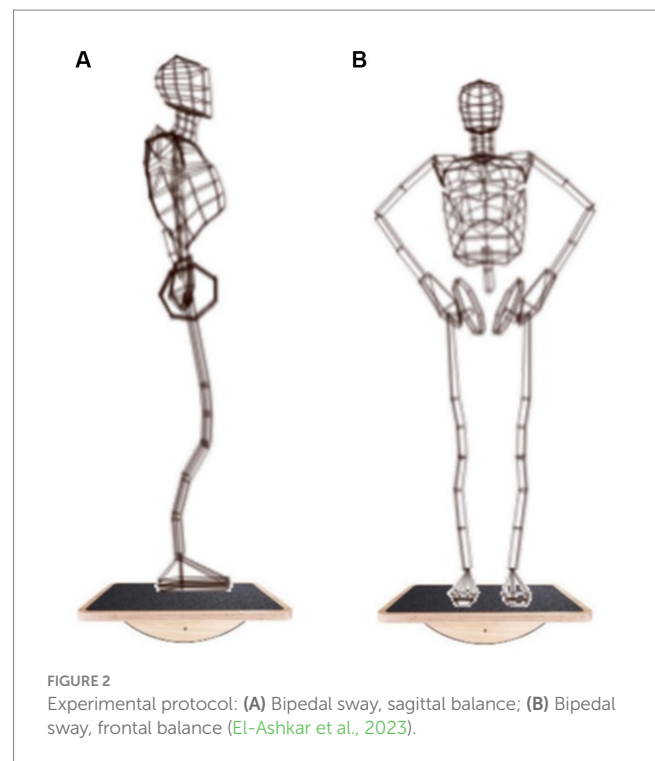 A
B
FIGURE 2
Experimental protocol: (A) Bipedal sway, sagittal balance; (B) Bipedal
sway, frontal balance (El-Ashkar et al., 2023).